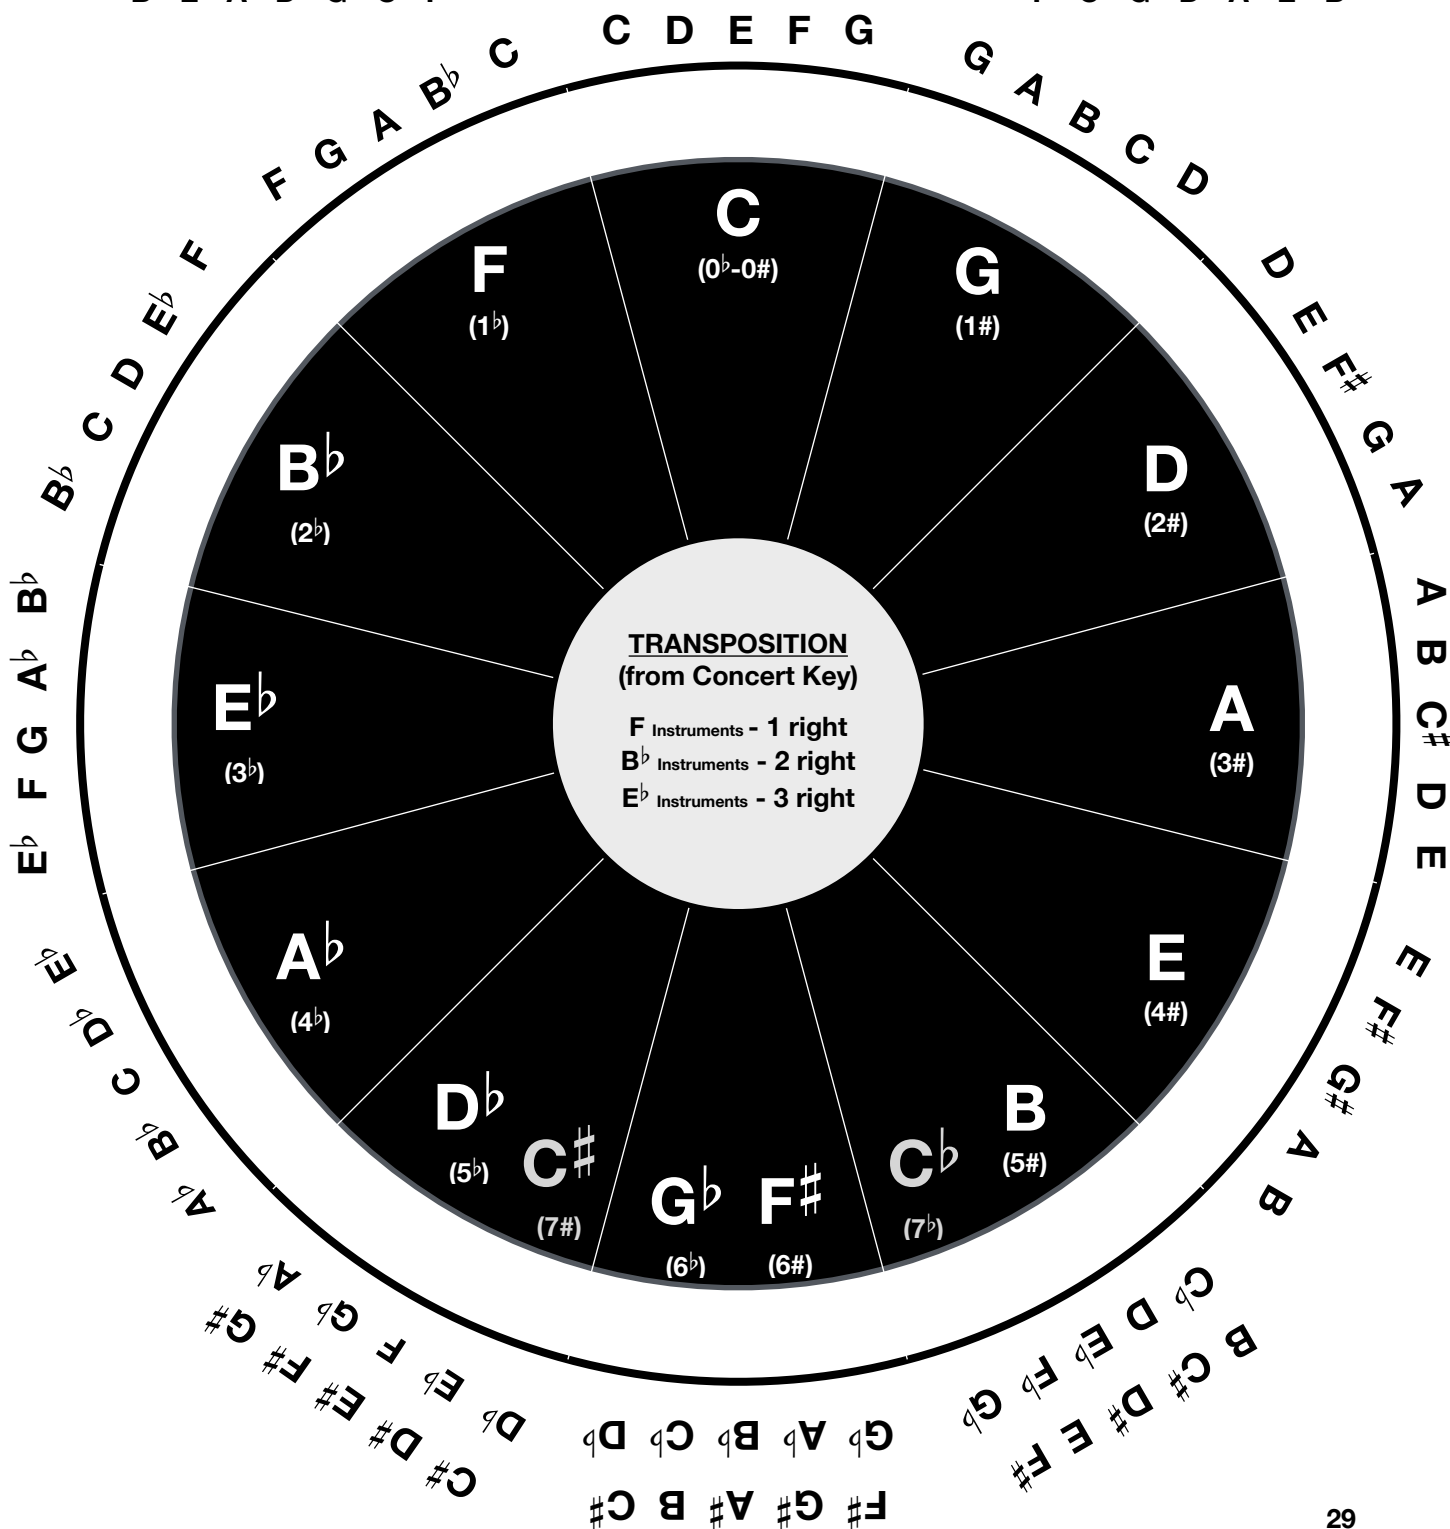 C D E F G
G A B C D
D E F♯ G A
A B C♯ D E
E F♯ G♯ A B
C♭ D E♭ F♭ G♭
B C♯ D♯ E F♯
G♭ A♭ B♭ C♭ D♭
F♯ G♯ A♯ B C♯
D♭ E♭ F G♭ A♭
C♯ D♯ E♯ F♯ G♯
A♭ B♭ C D♭ E♭
E♭ F G A♭ B♭
B♭ C D E♭ F
F G A B♭ C
C
(0♭-0#)
G
(1#)
D
(2#)
A
(3#)
E
(4#)
B
(5#)
C♭
(7♭)
F♯
(6#)
G♭
(6♭)
C♯
(7#)
D♭
(5♭)
A♭
(4♭)
E♭
(3♭)
B♭
(2♭)
F
(1♭)
TRANSPOSITION
(from Concert Key)
F Instruments - 1 right
B♭ Instruments - 2 right
E♭ Instruments - 3 right
29